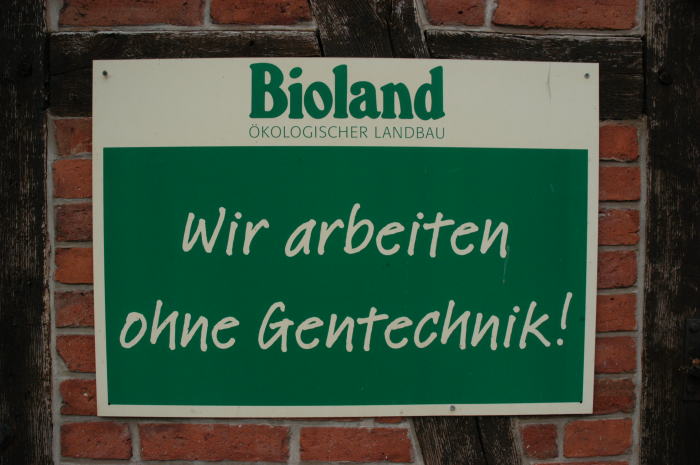 Bioland
ÖKOLOGISCHER LANDBAU
Wir arbeiten
ohne Gentechnik!